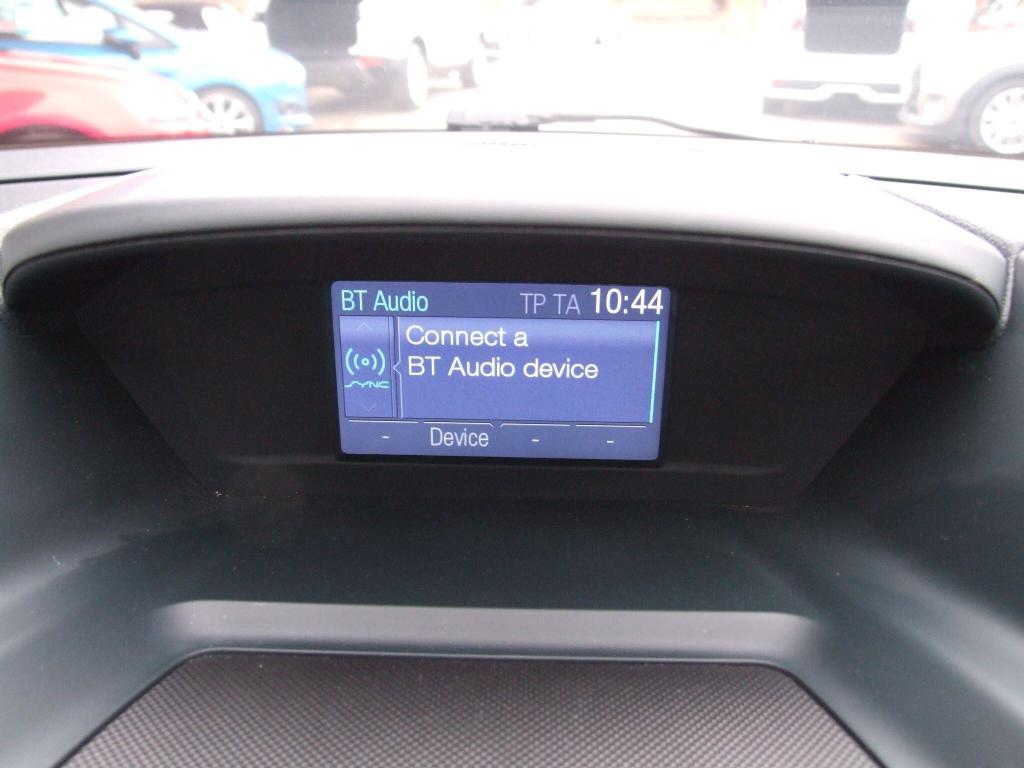 BT Audio TP TA 10:44
Connect a
BT Audio device
SYNC
- Device - -